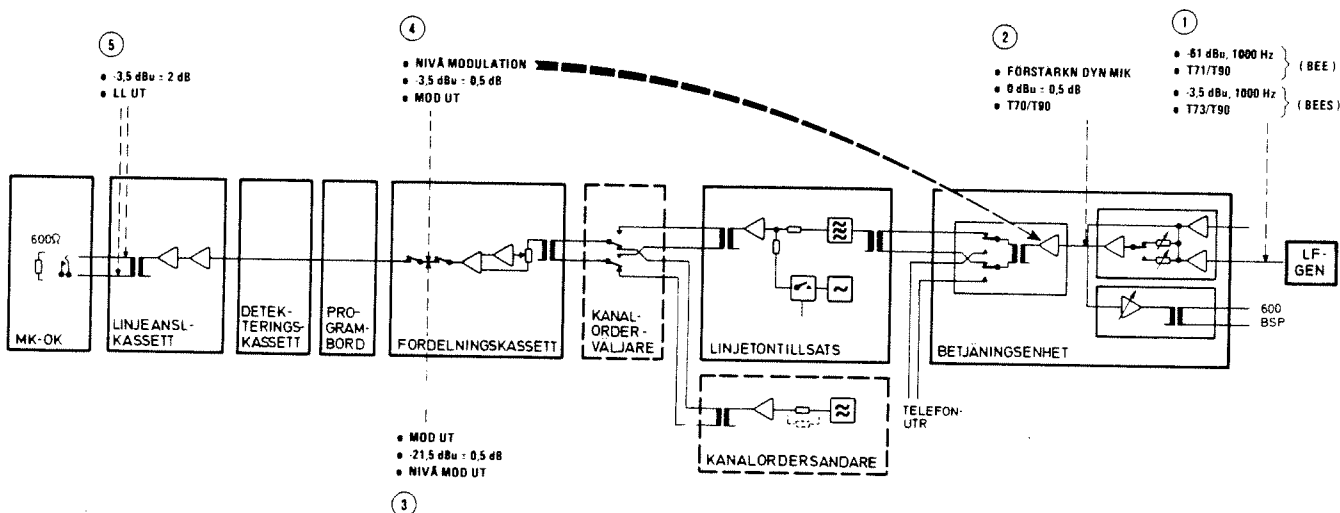 5
• -3,5 dBu = 2 dB
• LL UT
4
• NIVÅ MODULATION
• -3,5 dBu = 0,5 dB
• MOD UT
2
• FÖRSTÄRKN DYN MIK
• 0 dBu = 0,5 dB
• T70/T90
1
• -61 dBu, 1000 Hz
• T71/T90
(BEE)
• -3,5 dBu, 1000 Hz
• T73/T90
(BEES)
600Ω
MK-OK
LINJEANSL-
KASSETT
DETEK-
TERINGS-
KASSETT
PRO-
GRAM-
BORD
FÖRDELNINGSKASSETT
KANAL-
ORDER-
VÄLJARE
LINJETONTILLSATS
BETJÄNINGSENHET
LF-
GEN
600
BSP
TELEFON-
UTR
KANALORDERSÄNDARE
• MOD UT
• -21,5 dBu = 0,5 dB
• NIVÅ MOD UT
3